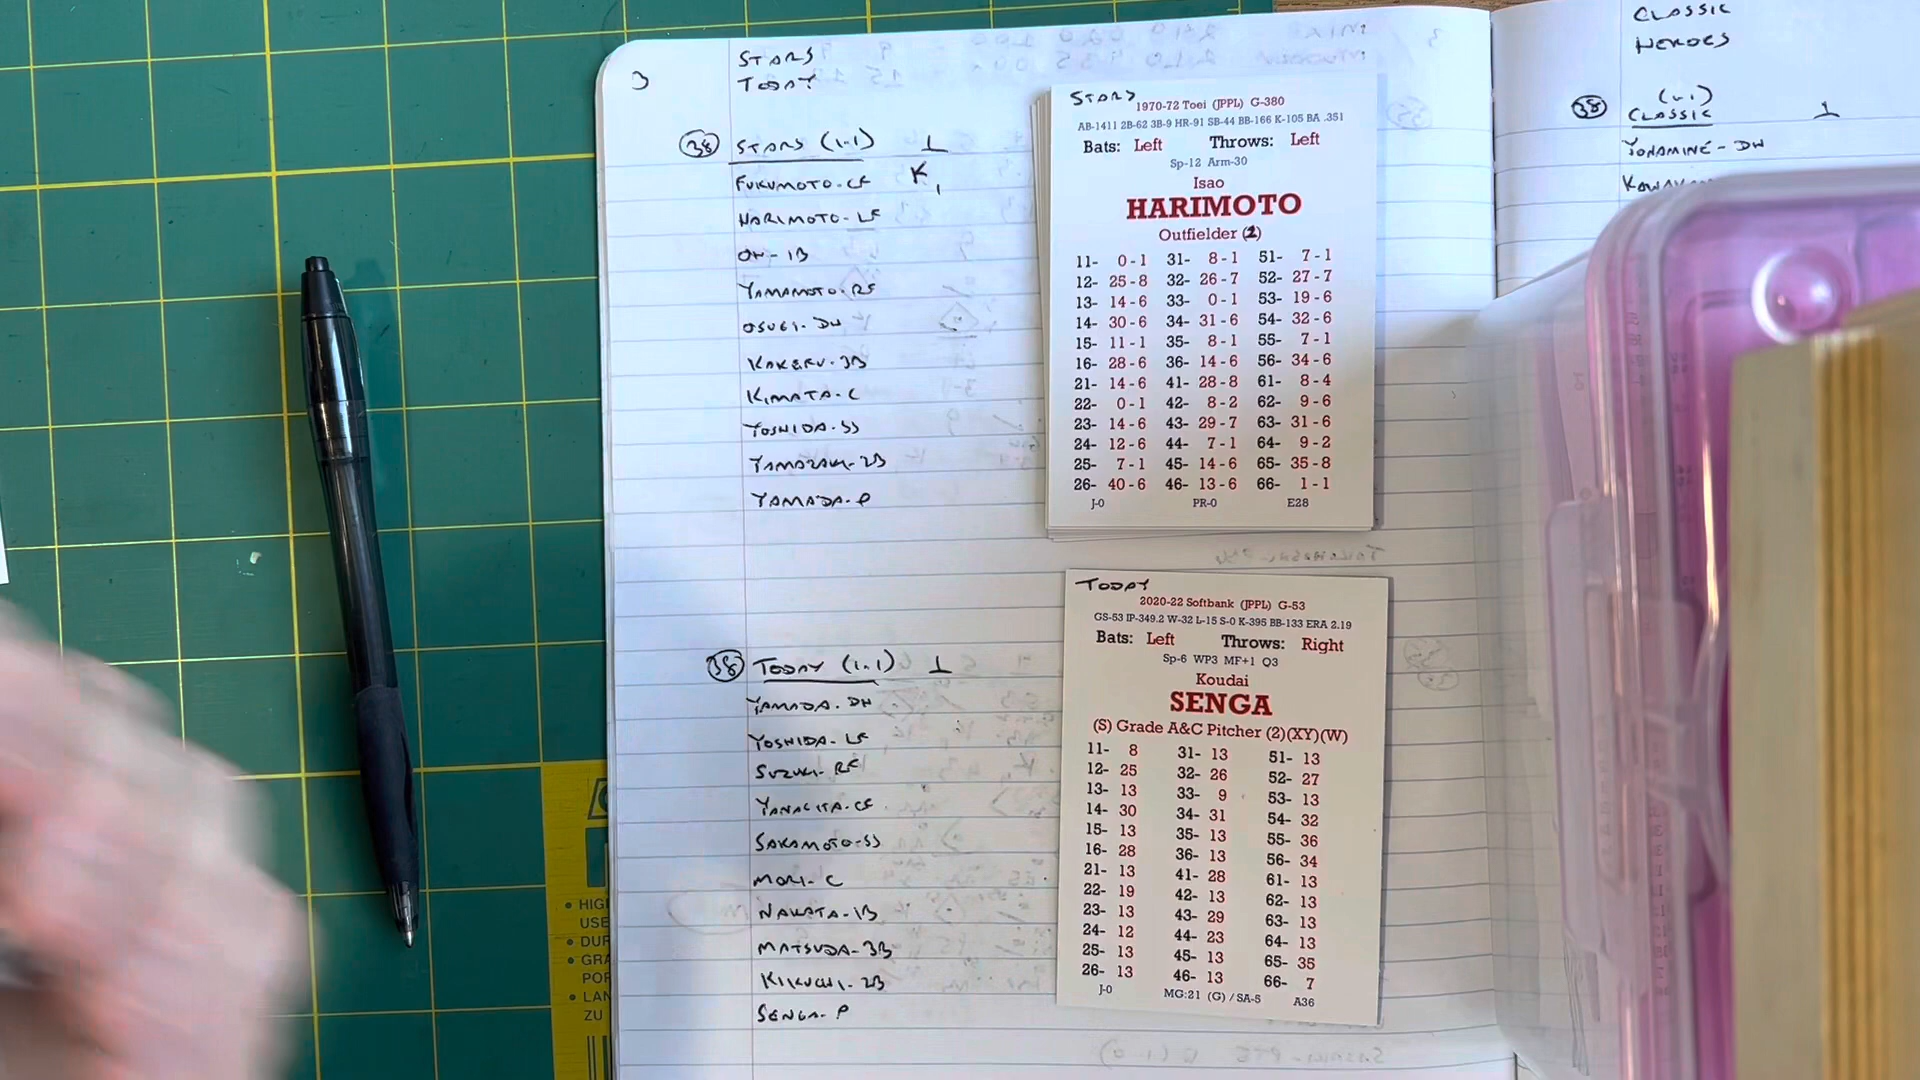 3
STARS
TODAY
38 STARS (1-1) 1
FUKUMOTO-CF K 1
HARIMOTO-LF
OH-1B
YAMAMOTO-RF
OSUGI-DH
KAKEFU-3B
KIMATA-C
YOSHIDA-SS
YAMAZAKI-2B
YAMADA-P
38 TODAY (1-1) 1
YAMADA-DH
YOSHIDA-LF
SUZUKI-RF
YANAGITA-CF
SAKAMOTO-SS
MORI-C
NAKATA-1B
MATSUDA-3B
KIKUCHI-2B
SENGA-P
STARS
1970-72 Toei (JPPL) G-380
AB-1411 2B-62 3B-9 HR-91 SB-44 BB-166 K-105 BA .351
Bats: Left Throws: Left
Sp-12 Arm-30
Isao
HARIMOTO
Outfielder (2)
11- 0-1 31- 8-1 51- 7-1
12- 25-8 32- 26-7 52- 27-7
13- 14-6 33- 0-1 53- 19-6
14- 30-6 34- 31-6 54- 32-6
15- 11-1 35- 8-1 55- 7-1
16- 28-6 36- 14-6 56- 34-6
21- 14-6 41- 28-8 61- 8-4
22- 0-1 42- 8-2 62- 9-6
23- 14-6 43- 29-7 63- 31-6
24- 12-6 44- 7-1 64- 9-2
25- 7-1 45- 14-6 65- 35-8
26- 40-6 46- 13-6 66- 1-1
J-0 PR-0 E28
TODAY
2020-22 Softbank (JPPL) G-53
GS-53 IP-349.2 W-32 L-15 S-0 K-395 BB-133 ERA 2.19
Bats: Left Throws: Right
Sp-6 WP3 MF+1 Q3
Koudai
SENGA
(S) Grade A&C Pitcher (2)(XY)(W)
11- 8 31- 13 51- 13
12- 25 32- 26 52- 27
13- 13 33- 9 53- 13
14- 30 34- 31 54- 32
15- 13 35- 13 55- 36
16- 28 36- 13 56- 34
21- 13 41- 28 61- 13
22- 19 42- 13 62- 13
23- 13 43- 29 63- 13
24- 12 44- 23 64- 13
25- 13 45- 13 65- 35
26- 13 46- 13 66- 7
J-0 MG:21 (G) / SA-5 A36
CLASSIC
HEROES
38 (1-1)
CLASSIC 1
YONAMINE-DH
• HIG
USE
• DUR
• GRA
POR
• LAN
ZU